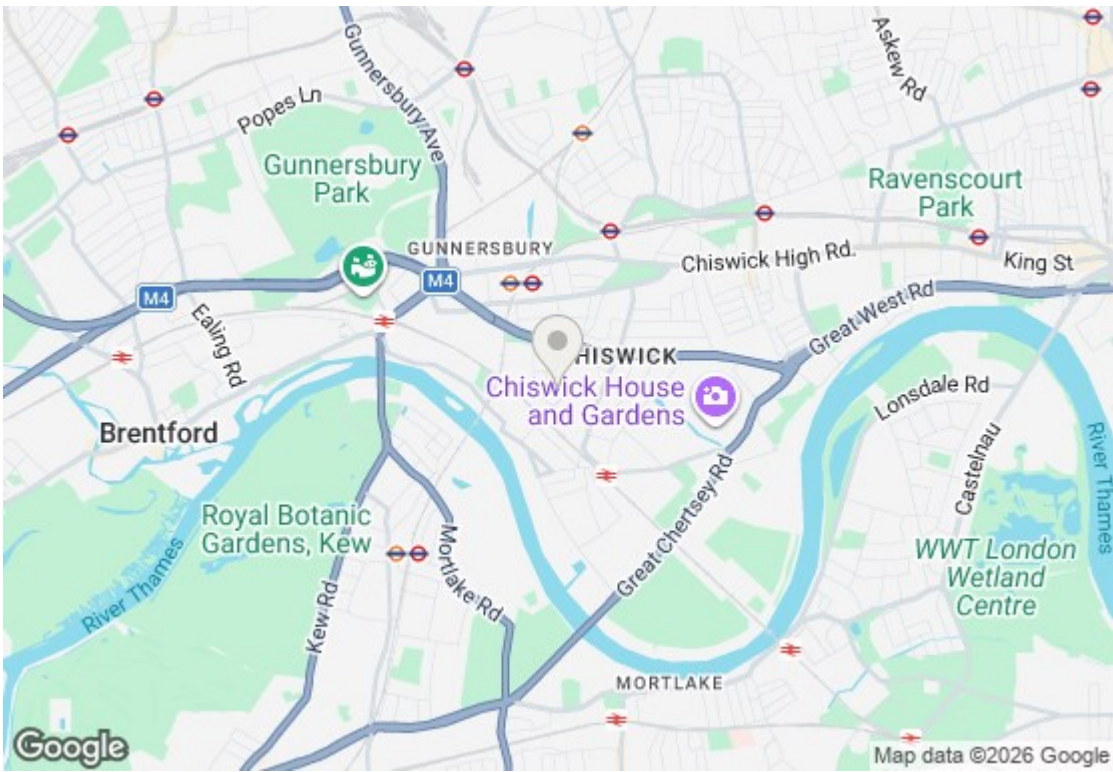 Gunnersbury Ave
Askew Rd
Popes Ln
Gunnersbury
Park
Ravenscourt
Park
GUNNERSBURY
Chiswick High Rd.
King St
M4
M4
Great West Rd
Ealing Rd
HISWICK
Chiswick House
and Gardens
Lonsdale Rd
Brentford
Castelnau
River Thames
Great Chertsey Rd
Royal Botanic
Gardens, Kew
Mortlake Rd
WWT London
Wetland
Centre
River Thames
Kew Rd
MORTLAKE
Google
Map data ©2026 Google